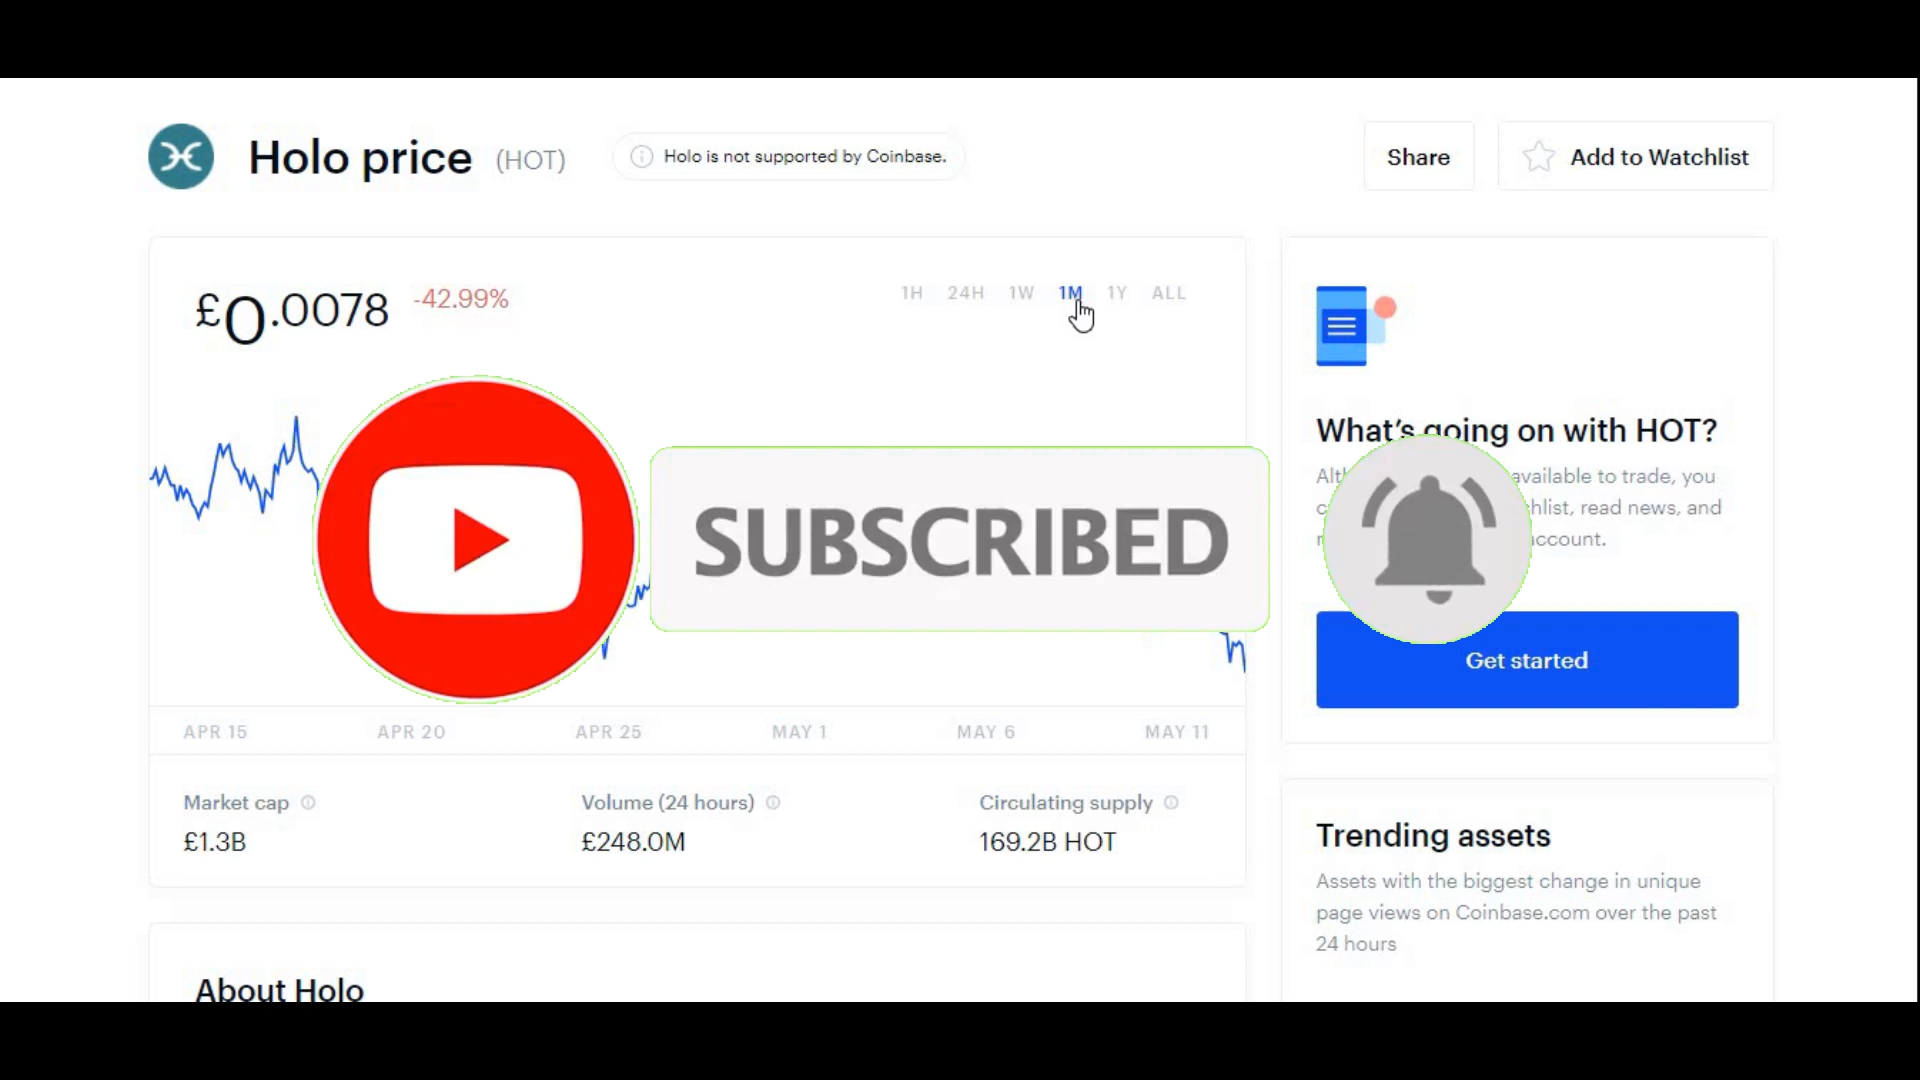 Holo price (HOT)
Holo is not supported by Coinbase.
Share
Add to Watchlist
£0.0078 -42.99%
1H 24H 1W 1M 1Y ALL
SUBSCRIBED
APR 15 APR 20 APR 25 MAY 1 MAY 6 MAY 11
Market cap
£1.3B
Volume (24 hours)
£248.0M
Circulating supply
169.2B HOT
About Holo
What's going on with HOT?
available to trade, you
read news, and
Get started
Trending assets
Assets with the biggest change in unique
page views on Coinbase.com over the past
24 hours